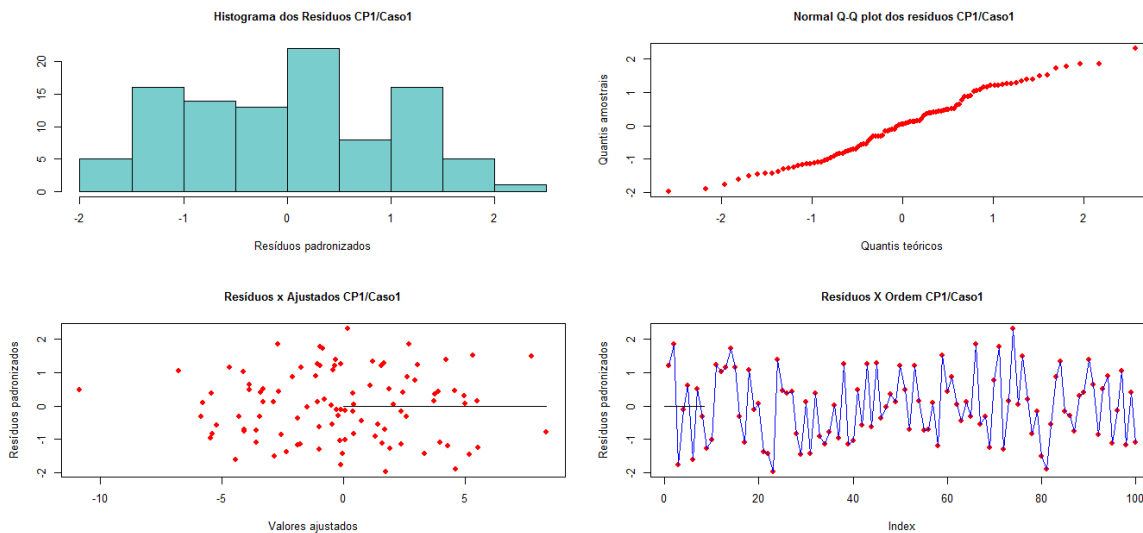 Histograma dos Resíduos CP1/Caso1
20
15
10
5
0
-2 -1 0 1 2
Resíduos padronizados
Normal Q-Q plot dos resíduos CP1/Caso1
Quantis amostrais
2
1
0
-1
-2
-2 -1 0 1 2
Quantis teóricos
Resíduos x Ajustados CP1/Caso1
Resíduos padronizados
2
1
0
-1
-2
-10 -5 0 5
Valores ajustados
Resíduos X Ordem CP1/Caso1
Resíduos padronizados
2
1
0
-1
-2
0 20 40 60 80 100
Index